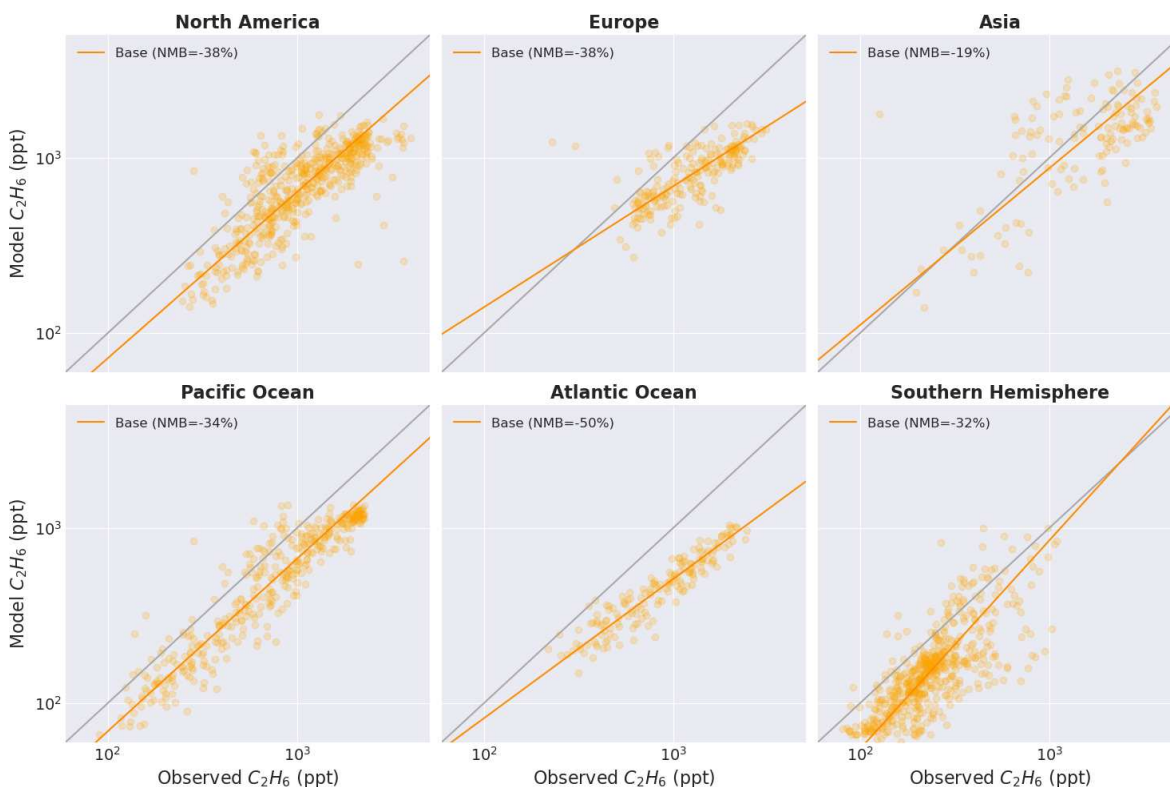 North America
Europe
Asia
Base (NMB=-38%)
Base (NMB=-38%)
Base (NMB=-19%)
Model C₂H₆ (ppt)
10³
10²
Pacific Ocean
Atlantic Ocean
Southern Hemisphere
Base (NMB=-34%)
Base (NMB=-50%)
Base (NMB=-32%)
Model C₂H₆ (ppt)
10³
10²
10² 10³
10² 10³
10² 10³
Observed C₂H₆ (ppt)
Observed C₂H₆ (ppt)
Observed C₂H₆ (ppt)